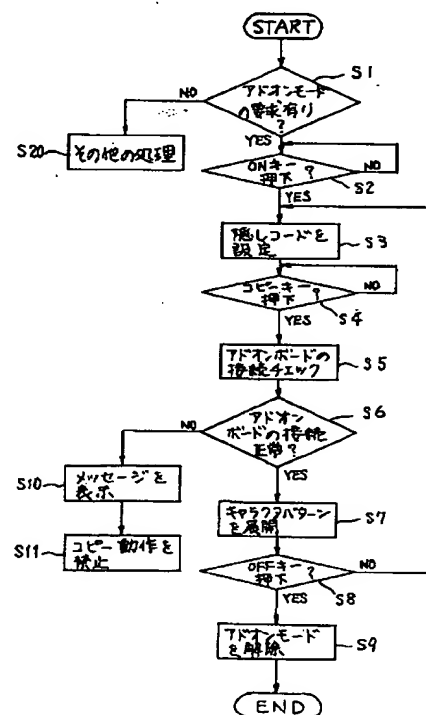 START
S1
アドオンモード
の要求有り
?
NO
YES
S20
その他の処理
ONキー
押下?
NO
S2
YES
隠しコードを
設定
S3
コピーキー
押下?
NO
S4
YES
アドオンボードの
接続チェック
S5
アドオン
ボードの接続
正常?
S6
NO
YES
S10
メッセージを
表示
キャラクタパターン
を展開
S7
S11
コピー動作を
禁止
OFFキー
押下?
NO
S8
YES
アドオンモード
を解除
S9
END